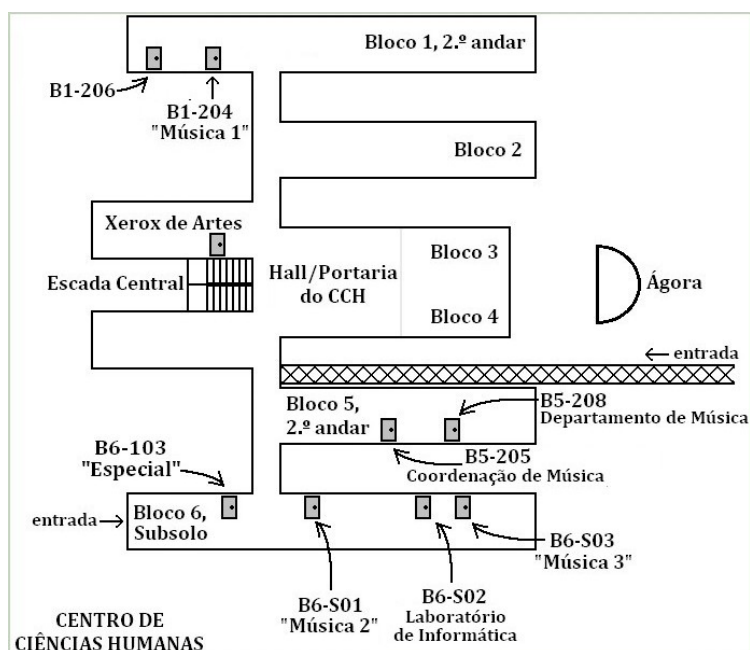 Bloco 1, 2.º andar
B1-206
B1-204
"Música 1"
Bloco 2
Xerox de Artes
Escada Central
Hall/Portaria
do CCH
Bloco 3
Bloco 4
Ágora
entrada
Bloco 5,
2.º andar
B5-208
Departamento de Música
B5-205
Coordenação de Música
B6-103
"Especial"
entrada
Bloco 6,
Subsolo
B6-S01
"Música 2"
B6-S02
Laboratório
de Informática
B6-S03
"Música 3"
CENTRO DE
CIÊNCIAS HUMANAS